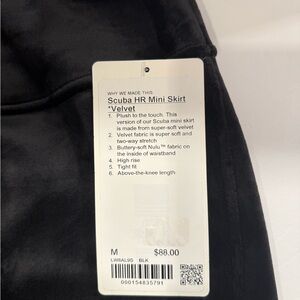 WHY WE MADE THIS
Scuba HR Mini Skirt
*Velvet
1. Plush to the touch. This
version of our Scuba mini skirt
is made from super-soft velvet
2. Velvet fabric is super soft and
two-way stretch
3. Buttery-soft Nulu™ fabric on
the inside of waistband
4. High rise
5. Tight fit
6. Above-the-knee length
M $88.00
LW8AL9S BLK
000154835791